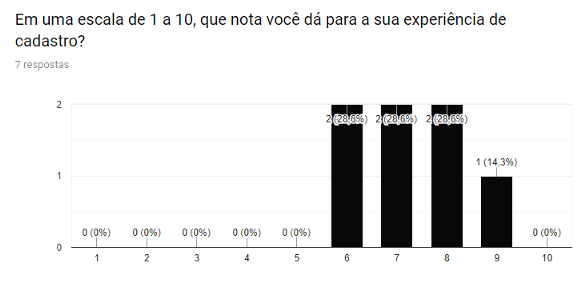 Em uma escala de 1 a 10, que nota você dá para a sua experiência de
cadastro?
7 respostas
2
1
0
0 (0%) 0 (0%) 0 (0%) 0 (0%) 0 (0%) 2 (28,6%) 2 (28,6%) 2 (28,6%) 1 (14,3%) 0 (0%)
1 2 3 4 5 6 7 8 9 10